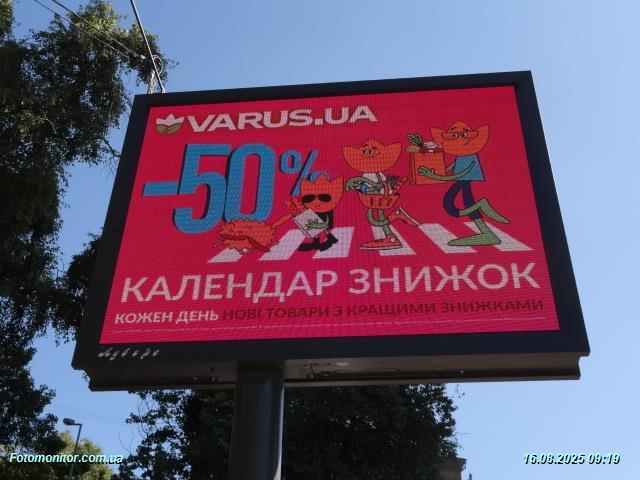 VARUS.UA
-50%
КАЛЕНДАР ЗНИЖОК
КОЖЕН ДЕНЬ НОВІ ТОВАРИ З КРАЩИМИ ЗНИЖКАМИ
Fotomonitor.com.ua
16.08.2025 09:19